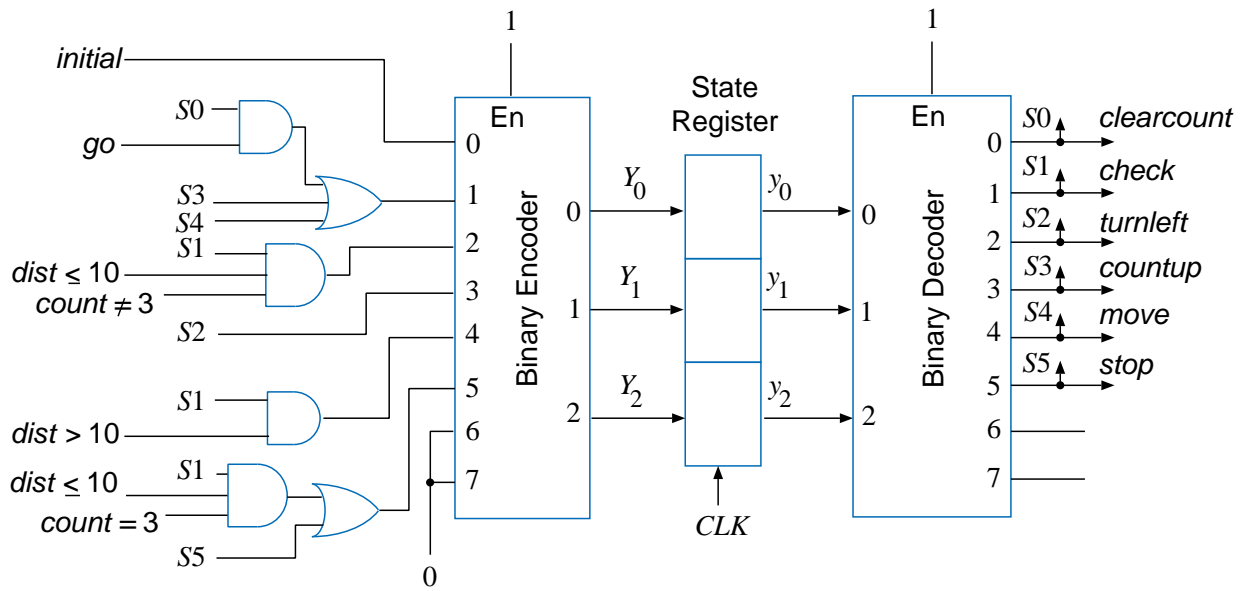 initial
S0
go
S3
S4
S1
dist ≤ 10
count ≠ 3
S2
S1
dist > 10
S1
dist ≤ 10
count = 3
S5
1
En
0
1
2
3
4
5
6
7
0
Binary Encoder
0
1
2
Y0
Y1
Y2
State
Register
CLK
y0
y1
y2
1
En
0
1
2
Binary Decoder
0
1
2
3
4
5
6
7
S0 clearcount
S1 check
S2 turnleft
S3 countup
S4 move
S5 stop